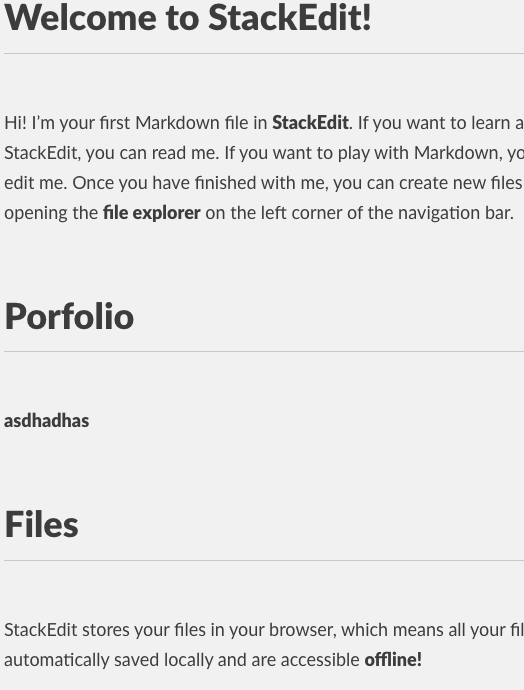 Welcome to StackEdit!
Hi! I'm your first Markdown file in StackEdit. If you want to learn a
StackEdit, you can read me. If you want to play with Markdown, yo
edit me. Once you have finished with me, you can create new files
opening the file explorer on the left corner of the navigation bar.
Porfolio
asdhadhas
Files
StackEdit stores your files in your browser, which means all your fil
automatically saved locally and are accessible offline!